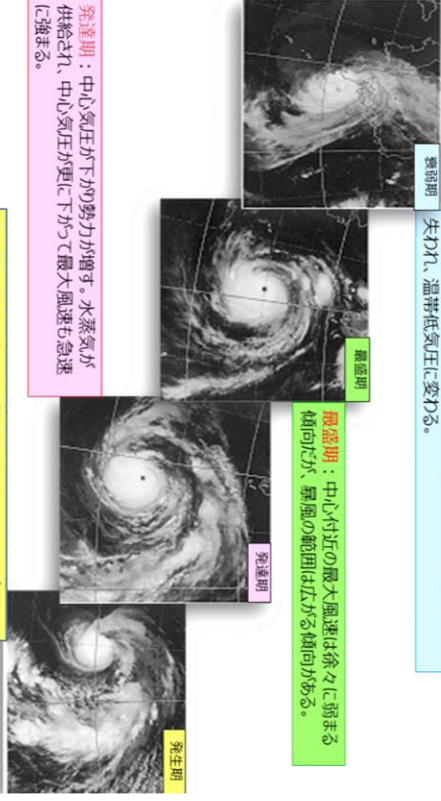 衰弱期
失われ、温帯低気圧に変わる。
最盛期
最盛期：中心付近の最大風速は徐々に弱まる
傾向だが、暴風の範囲は広がる傾向がある。
発達期
発達期：中心気圧が下がり勢力が増す。水蒸気が
供給され、中心気圧が更に下がって最大風速も急速
に強まる。
発生期